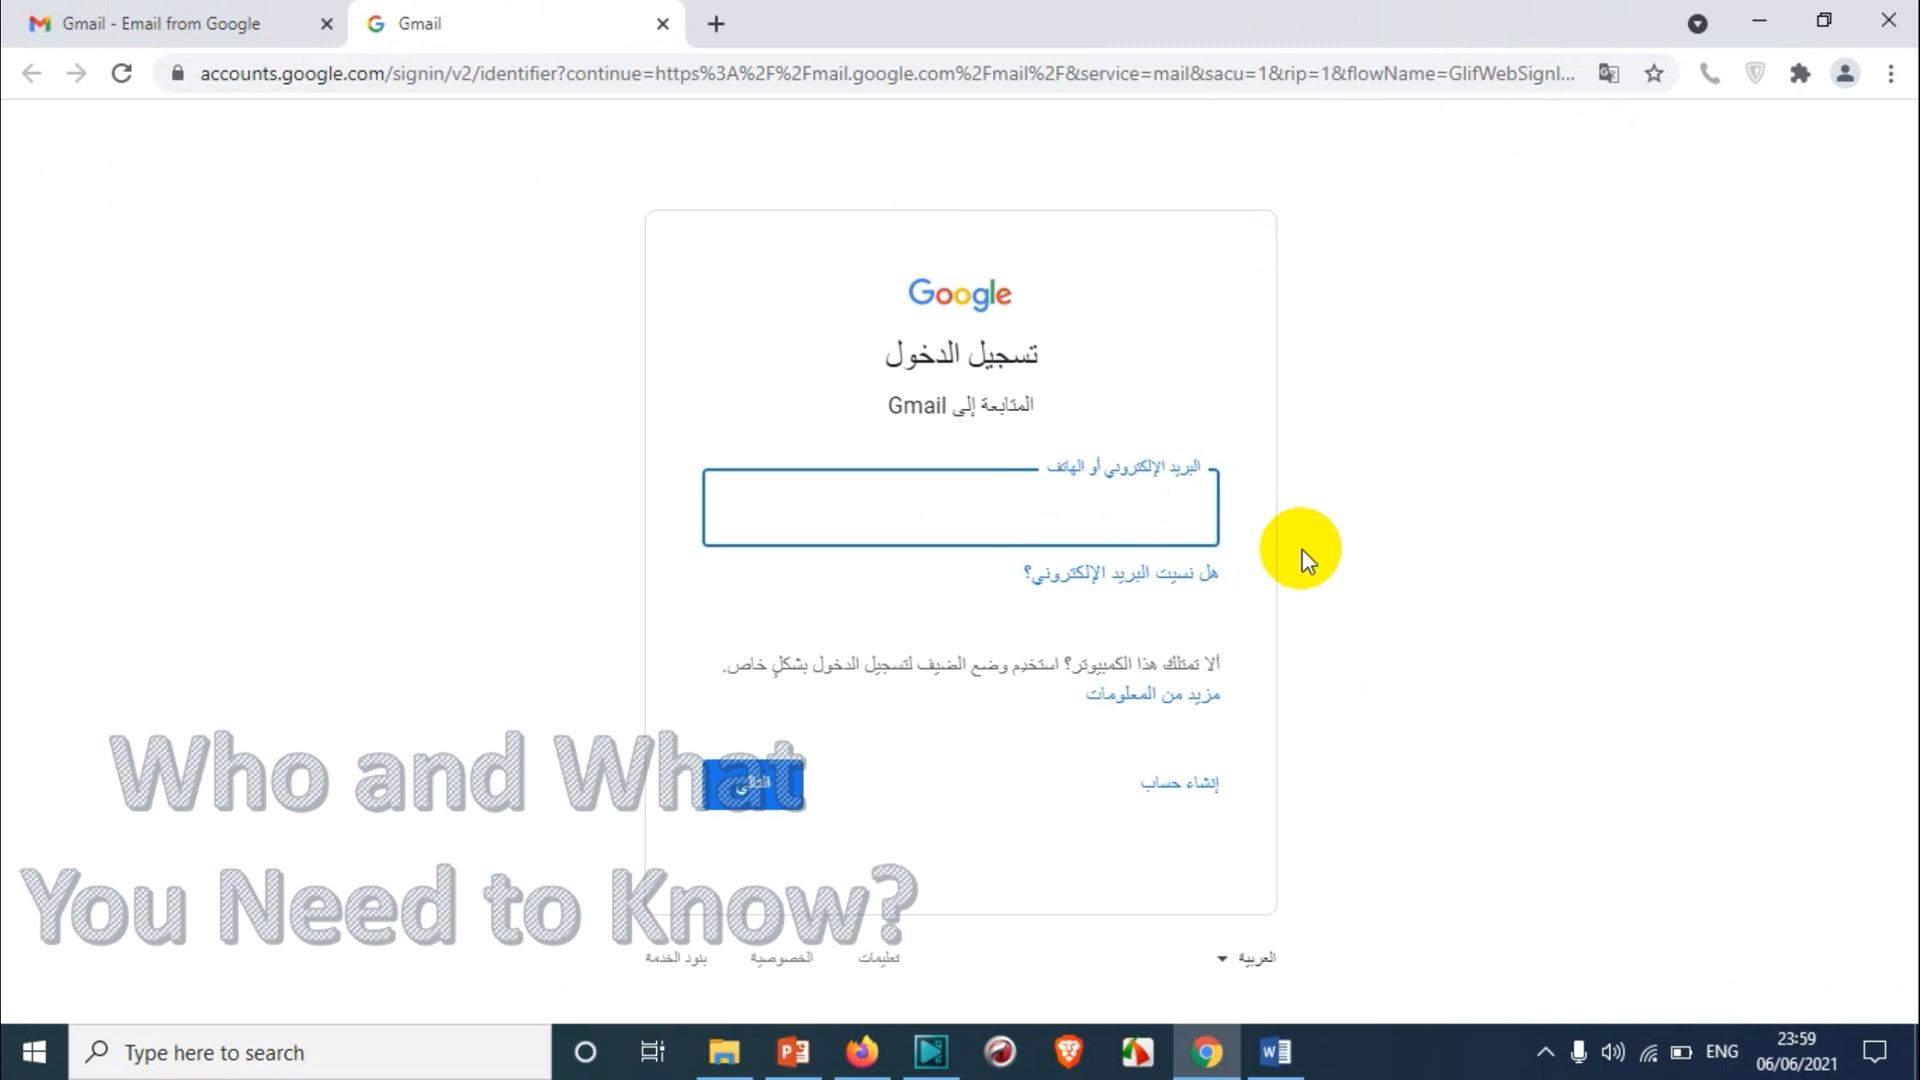 Gmail - Email from Google
Gmail
accounts.google.com/signin/v2/identifier?continue=https%3A%2F%2Fmail.google.com%2Fmail%2F&service=mail&sacu=1&rip=1&flowName=GlifWebSignI...
Google
تسجيل الدخول
المتابعة إلى Gmail
البريد الإلكتروني أو الهاتف
هل نسيت البريد الإلكتروني؟
ألا تمتلك هذا الكمبيوتر؟ استخدِم وضع الضيف لتسجيل الدخول بشكلٍ خاص.
مزيد من المعلومات
إنشاء حساب
التالي
Who and What
You Need to Know?
العربية
تعليمات
الخصوصية
بنود الخدمة
Type here to search
ENG
23:59
06/06/2021